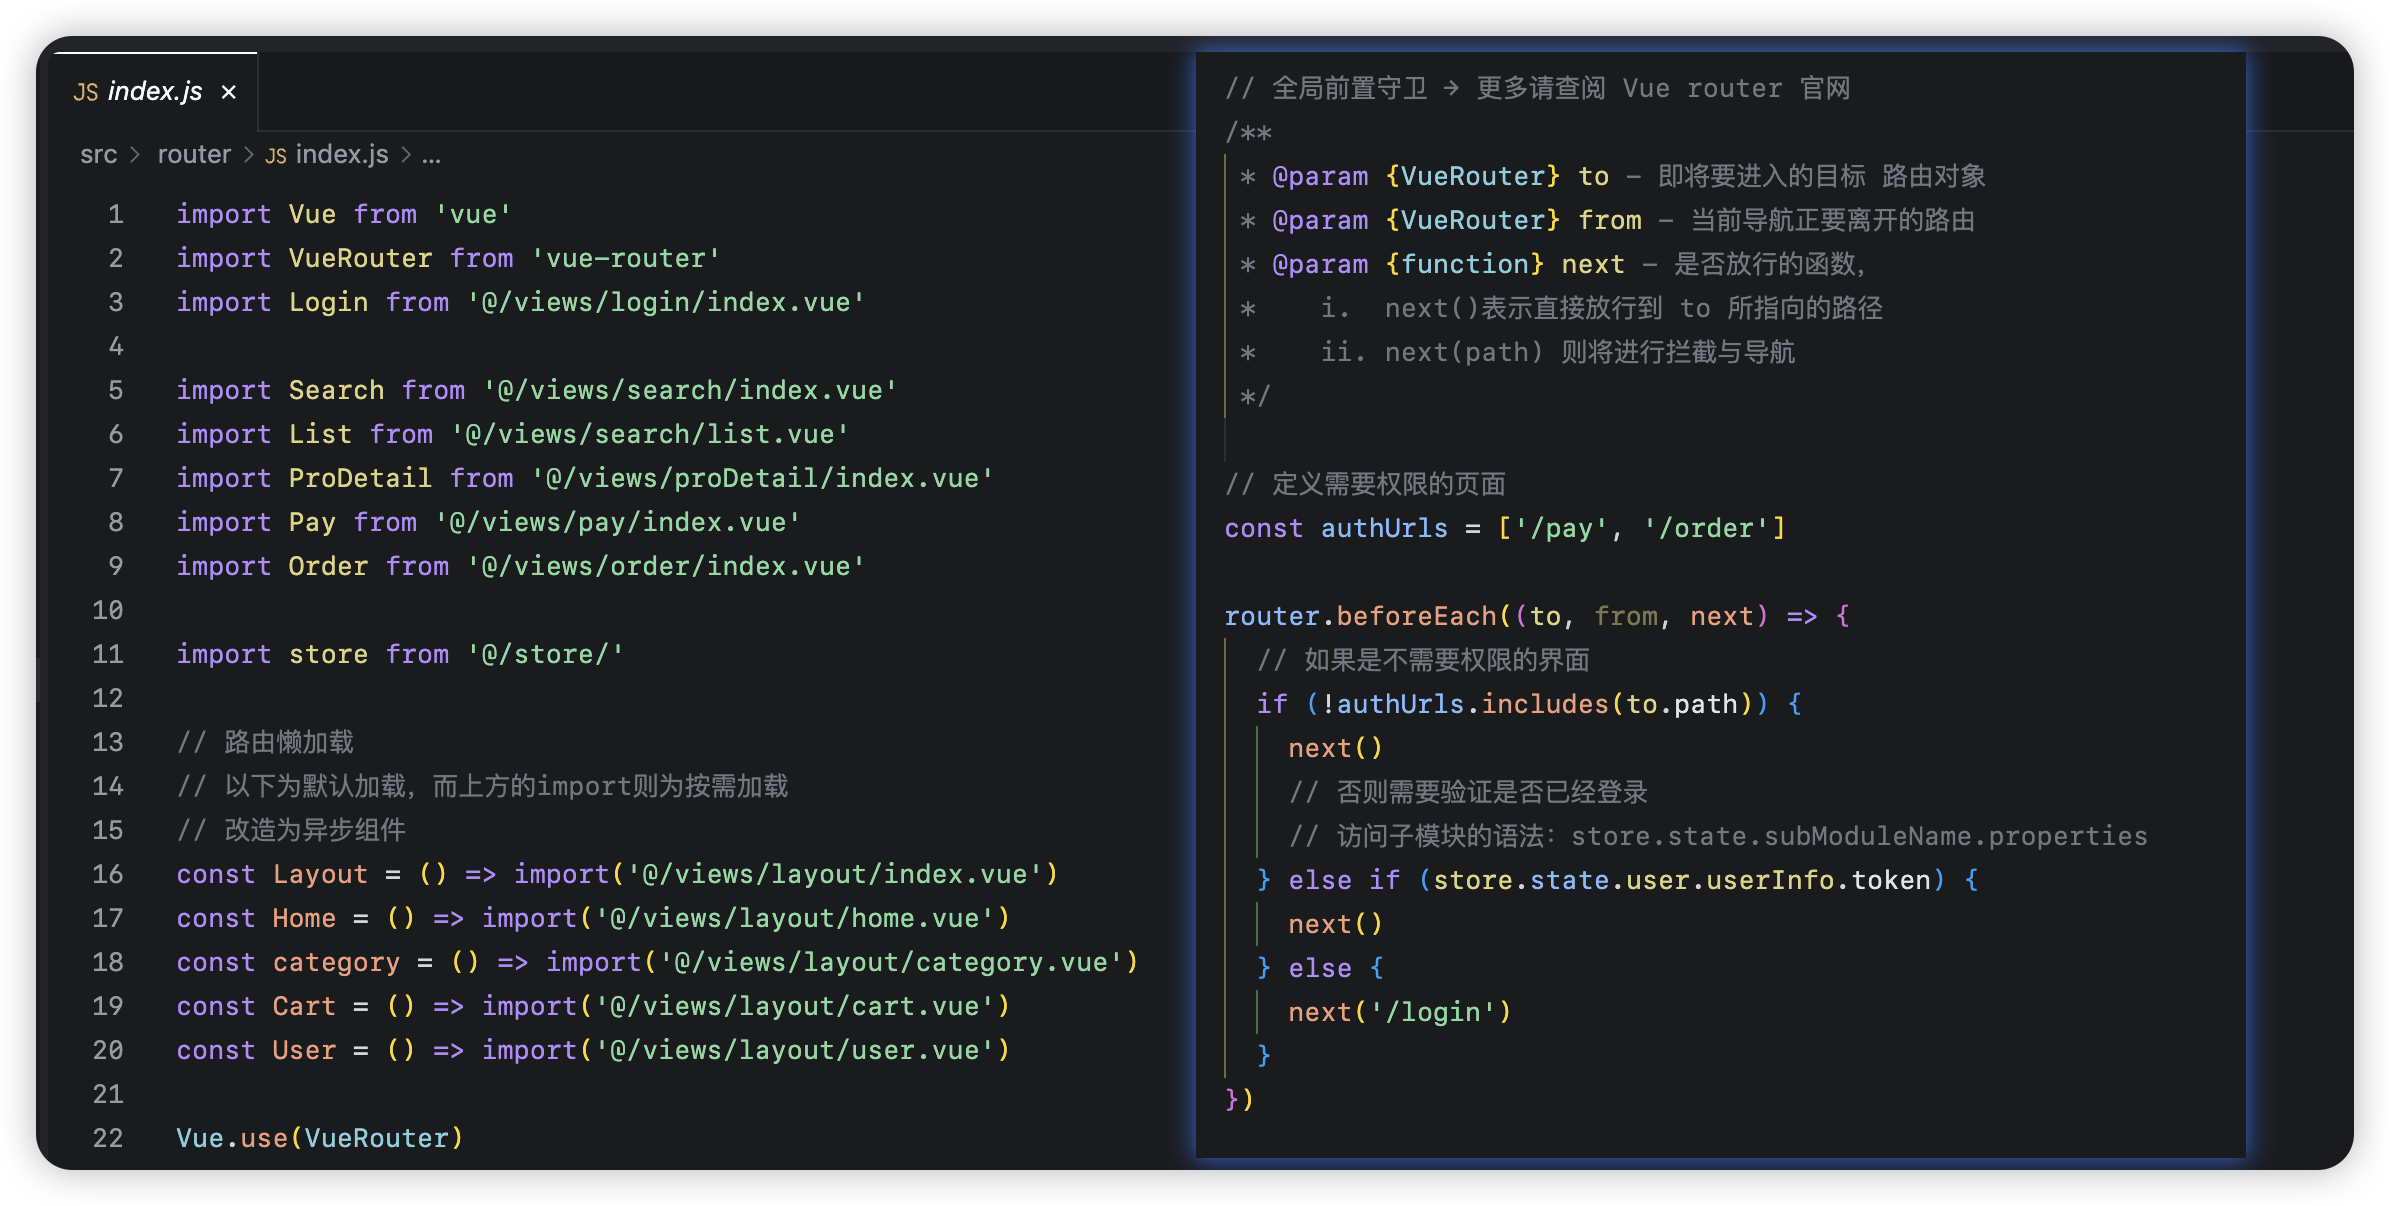 JS index.js ×
src > router > JS index.js > ...
1 import Vue from 'vue'
2 import VueRouter from 'vue-router'
3 import Login from '@/views/login/index.vue'
4
5 import Search from '@/views/search/index.vue'
6 import List from '@/views/search/list.vue'
7 import ProDetail from '@/views/proDetail/index.vue'
8 import Pay from '@/views/pay/index.vue'
9 import Order from '@/views/order/index.vue'
10
11 import store from '@/store/'
12
13 // 路由懒加载
14 // 以下为默认加载，而上方的import则为按需加载
15 // 改造为异步组件
16 const Layout = () => import('@/views/layout/index.vue')
17 const Home = () => import('@/views/layout/home.vue')
18 const category = () => import('@/views/layout/category.vue')
19 const Cart = () => import('@/views/layout/cart.vue')
20 const User = () => import('@/views/layout/user.vue')
21
22 Vue.use(VueRouter)
// 全局前置守卫 → 更多请查阅 Vue router 官网
/**
* @param {VueRouter} to - 即将要进入的目标 路由对象
* @param {VueRouter} from - 当前导航正要离开的路由
* @param {function} next - 是否放行的函数，
* i. next()表示直接放行到 to 所指向的路径
* ii. next(path) 则将进行拦截与导航
*/
// 定义需要权限的页面
const authUrls = ['/pay', '/order']
router.beforeEach((to, from, next) => {
// 如果是不需要权限的界面
if (!authUrls.includes(to.path)) {
next()
// 否则需要验证是否已经登录
// 访问子模块的语法：store.state.subModuleName.properties
} else if (store.state.user.userInfo.token) {
next()
} else {
next('/login')
}
})